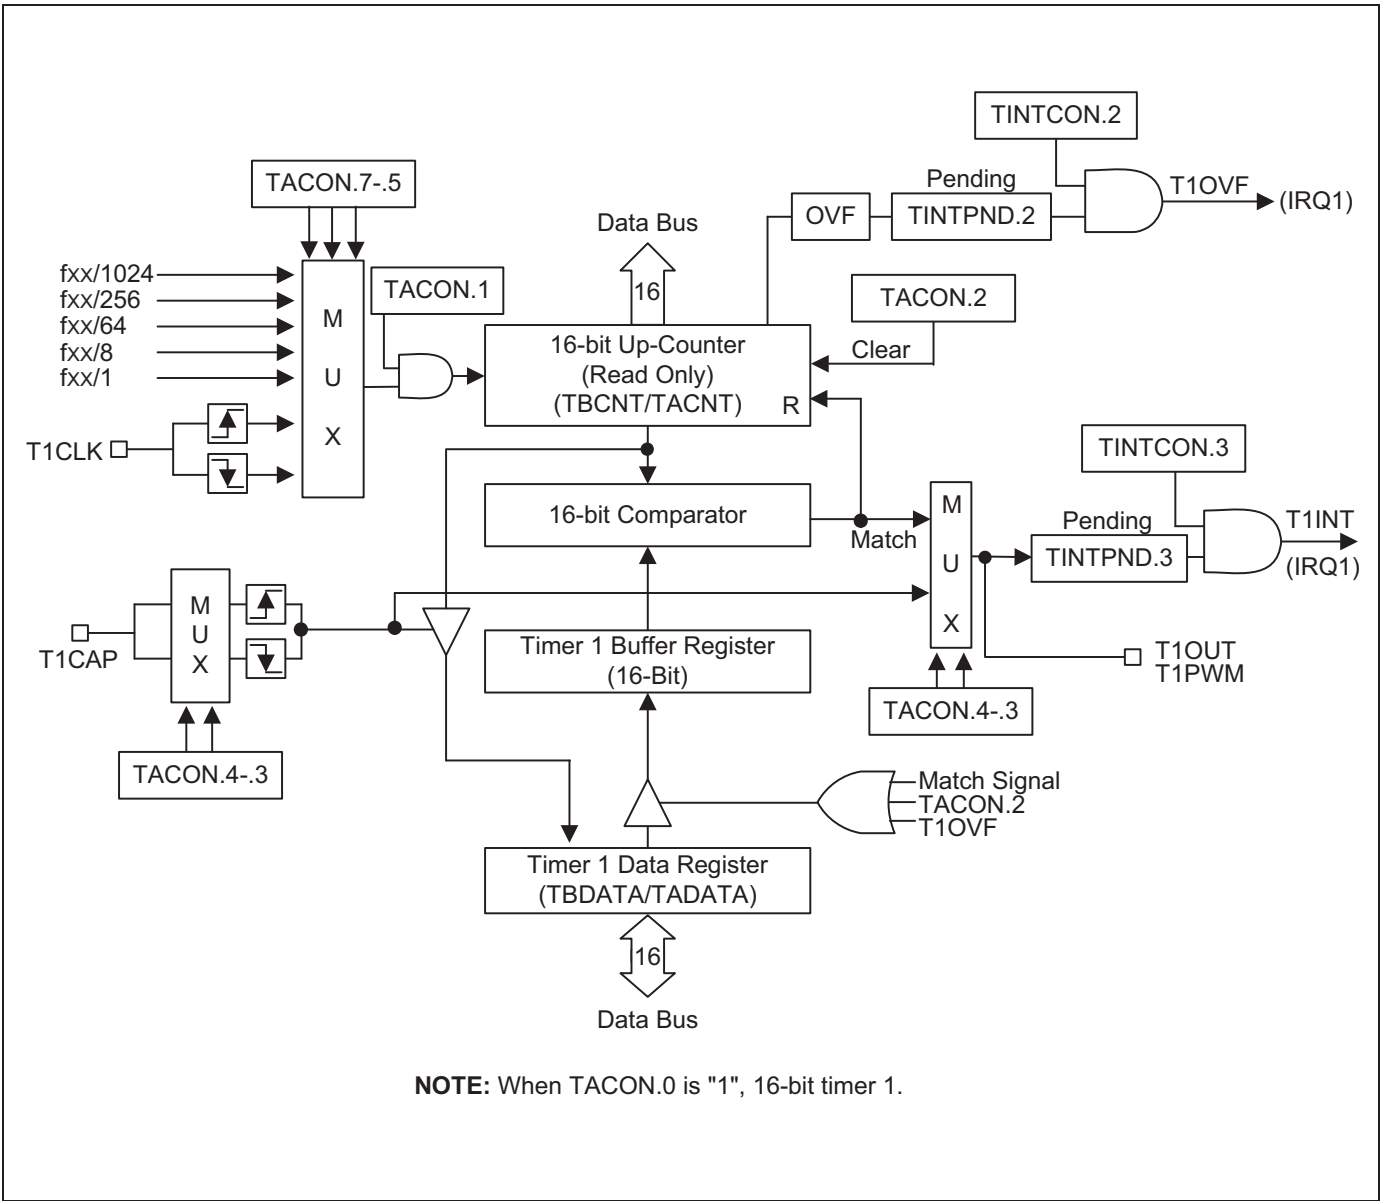 TINTCON.2
TACON.7-.5
Pending
T1OVF
(IRQ1)
OVF
TINTPND.2
Data Bus
16
fxx/1024
fxx/256
fxx/64
fxx/8
fxx/1
TACON.1
TACON.2
M
U
X
16-bit Up-Counter
(Read Only)
(TBCNT/TACNT)
R
Clear
T1CLK
TINTCON.3
16-bit Comparator
Match
M
U
X
Pending
TINTPND.3
T1INT
(IRQ1)
T1CAP
M
U
X
Timer 1 Buffer Register
(16-Bit)
T1OUT
T1PWM
TACON.4-.3
TACON.4-.3
Match Signal
TACON.2
T1OVF
Timer 1 Data Register
(TBDATA/TADATA)
16
Data Bus
NOTE: When TACON.0 is "1", 16-bit timer 1.